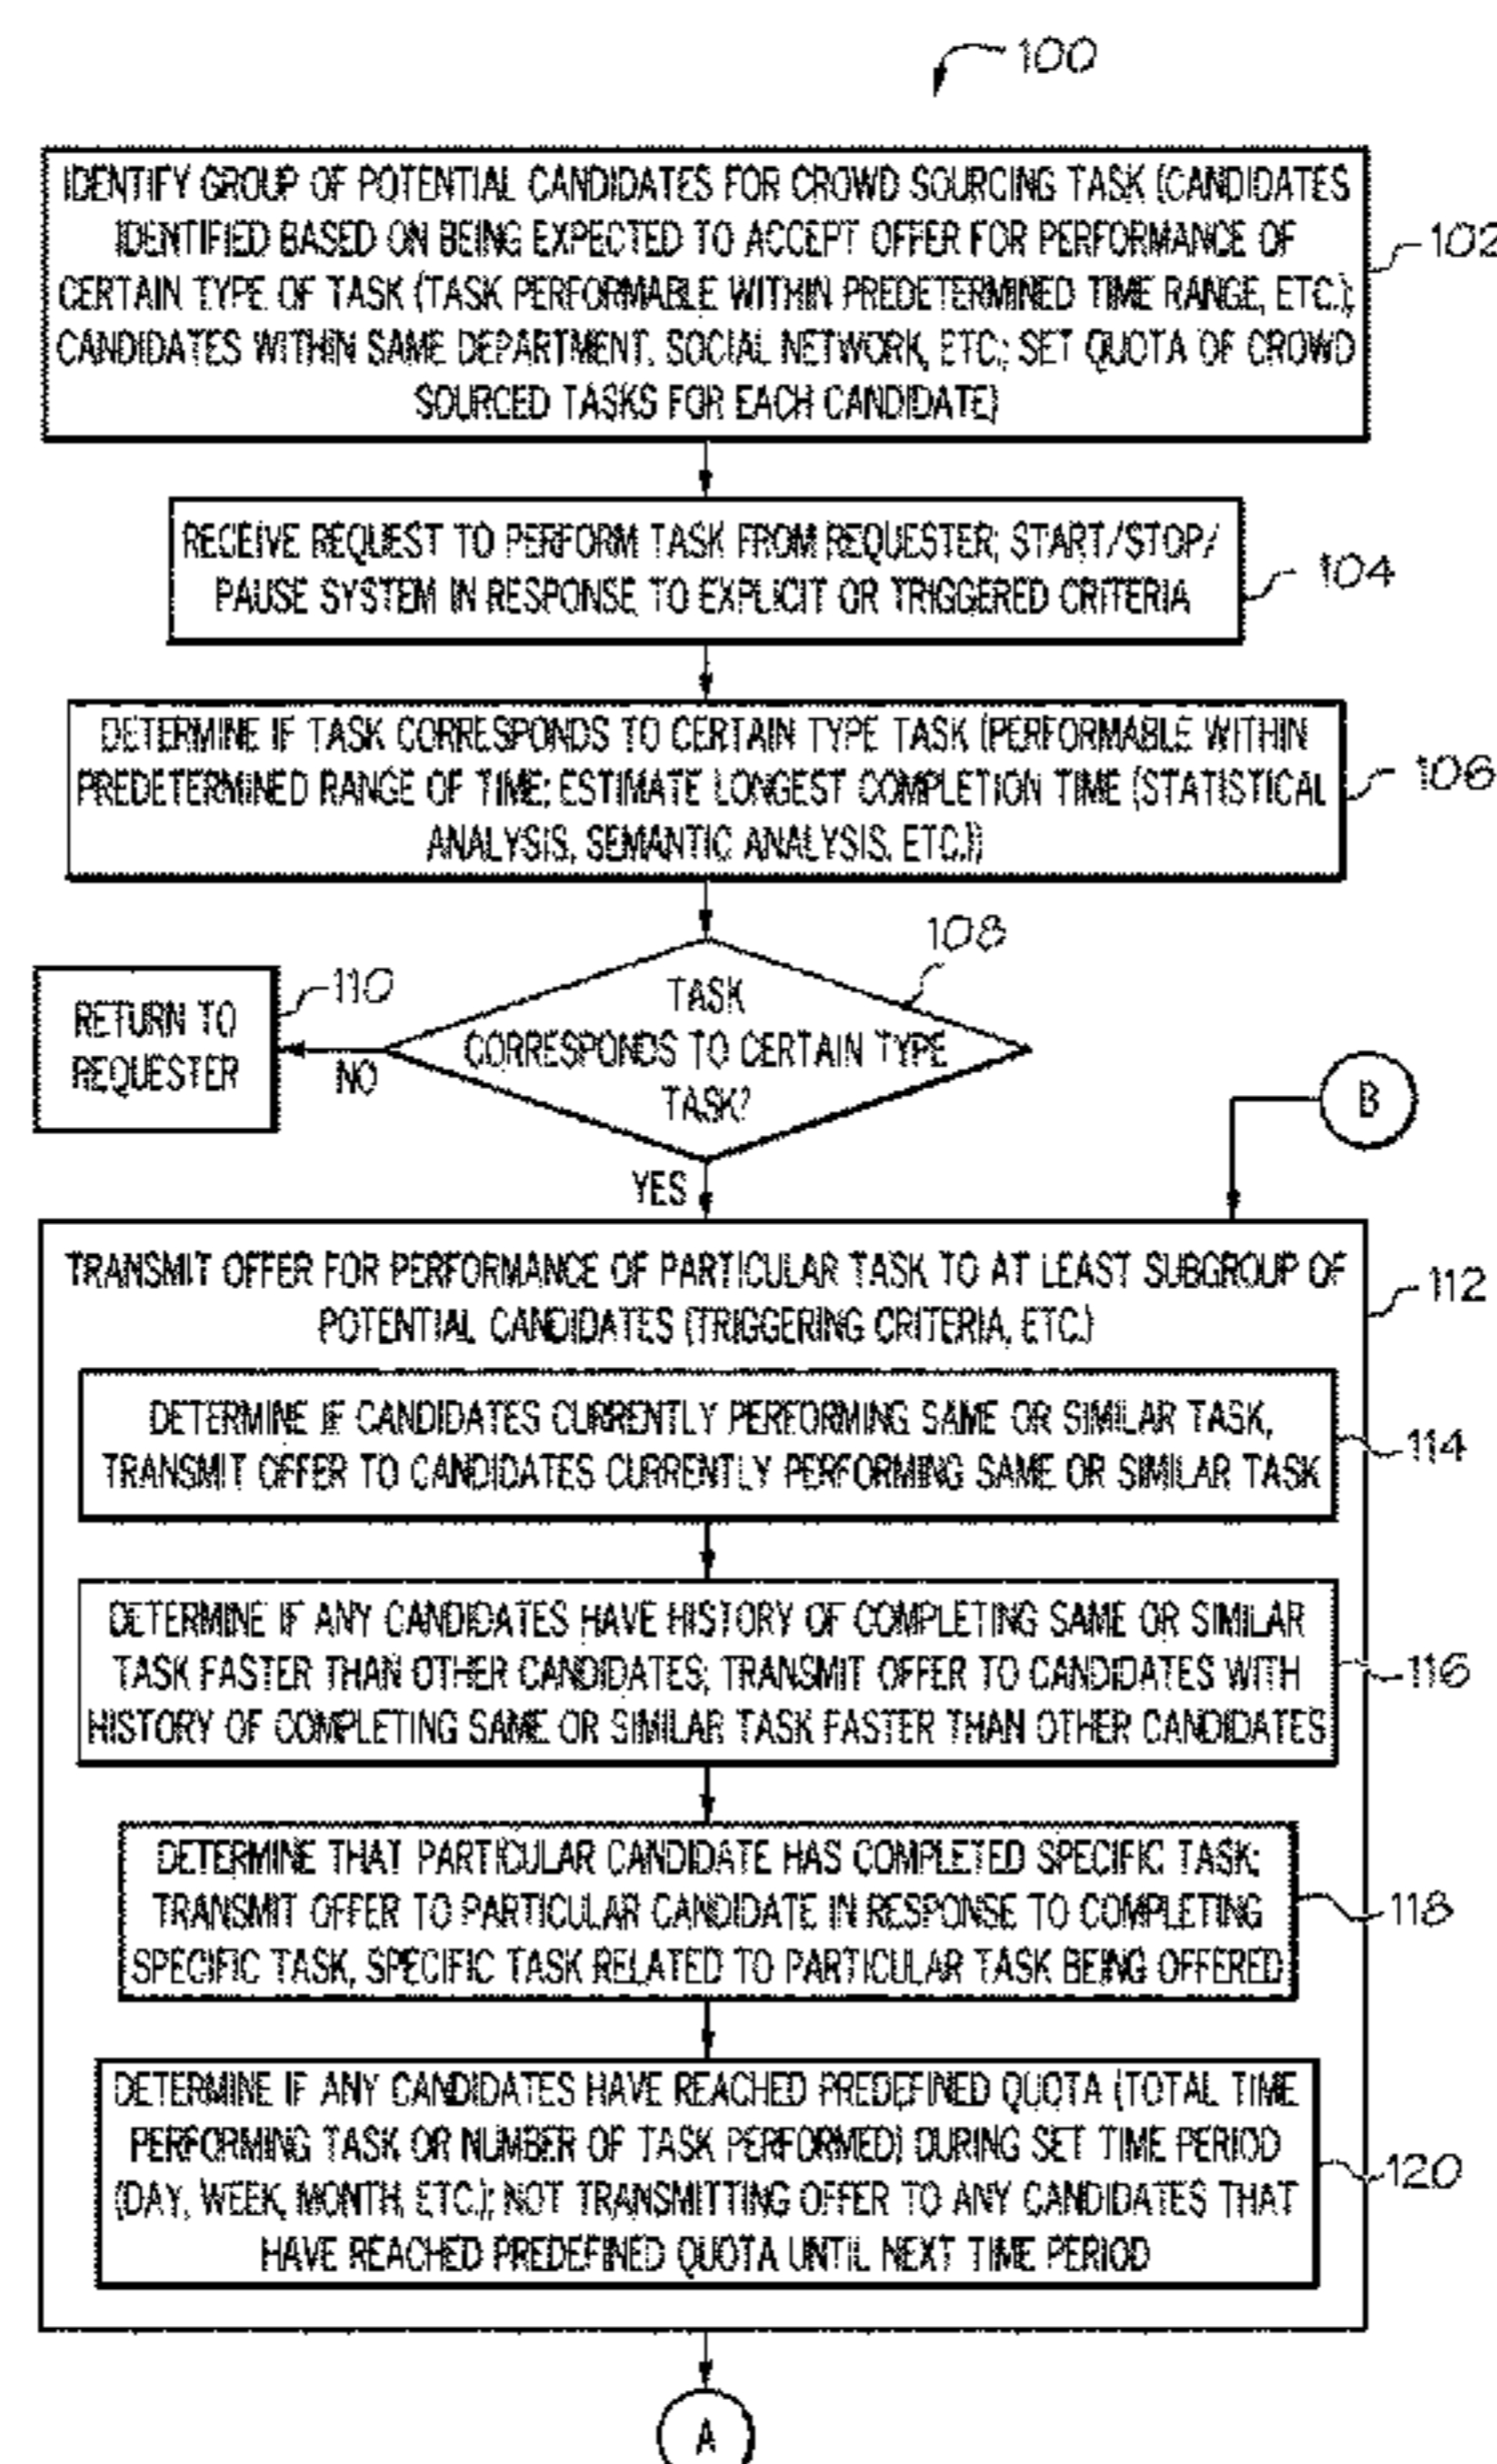 100
IDENTIFY GROUP OF POTENTIAL CANDIDATES FOR CROWD SOURCING TASK (CANDIDATES
IDENTIFIED BASED ON BEING EXPECTED TO ACCEPT OFFER FOR PERFORMANCE OF
CERTAIN TYPE OF TASK (TASK PERFORMABLE WITHIN PREDETERMINED TIME RANGE, ETC.);
CANDIDATES WITHIN SAME DEPARTMENT, SOCIAL NETWORK, ETC.; SET QUOTA OF CROWD
SOURCED TASKS FOR EACH CANDIDATE)
102
RECEIVE REQUEST TO PERFORM TASK FROM REQUESTER; START/STOP/
PAUSE SYSTEM IN RESPONSE TO EXPLICIT OR TRIGGERED CRITERIA
104
DETERMINE IF TASK CORRESPONDS TO CERTAIN TYPE TASK (PERFORMABLE WITHIN
PREDETERMINED RANGE OF TIME; ESTIMATE LONGEST COMPLETION TIME (STATISTICAL
ANALYSIS, SEMANTIC ANALYSIS, ETC.))
106
108
TASK
CORRESPONDS TO CERTAIN TYPE
TASK?
NO
110
RETURN TO
REQUESTER
B
YES
TRANSMIT OFFER FOR PERFORMANCE OF PARTICULAR TASK TO AT LEAST SUBGROUP OF
POTENTIAL CANDIDATES (TRIGGERING CRITERIA, ETC.)
112
DETERMINE IF CANDIDATES CURRENTLY PERFORMING SAME OR SIMILAR TASK,
TRANSMIT OFFER TO CANDIDATES CURRENTLY PERFORMING SAME OR SIMILAR TASK
114
DETERMINE IF ANY CANDIDATES HAVE HISTORY OF COMPLETING SAME OR SIMILAR
TASK FASTER THAN OTHER CANDIDATES; TRANSMIT OFFER TO CANDIDATES WITH
HISTORY OF COMPLETING SAME OR SIMILAR TASK FASTER THAN OTHER CANDIDATES
116
DETERMINE THAT PARTICULAR CANDIDATE HAS COMPLETED SPECIFIC TASK;
TRANSMIT OFFER TO PARTICULAR CANDIDATE IN RESPONSE TO COMPLETING
SPECIFIC TASK, SPECIFIC TASK RELATED TO PARTICULAR TASK BEING OFFERED
118
DETERMINE IF ANY CANDIDATES HAVE REACHED PREDEFINED QUOTA (TOTAL TIME
PERFORMING TASK OR NUMBER OF TASK PERFORMED) DURING SET TIME PERIOD
(DAY, WEEK, MONTH, ETC.); NOT TRANSMITTING OFFER TO ANY CANDIDATES THAT
HAVE REACHED PREDEFINED QUOTA UNTIL NEXT TIME PERIOD
120
A